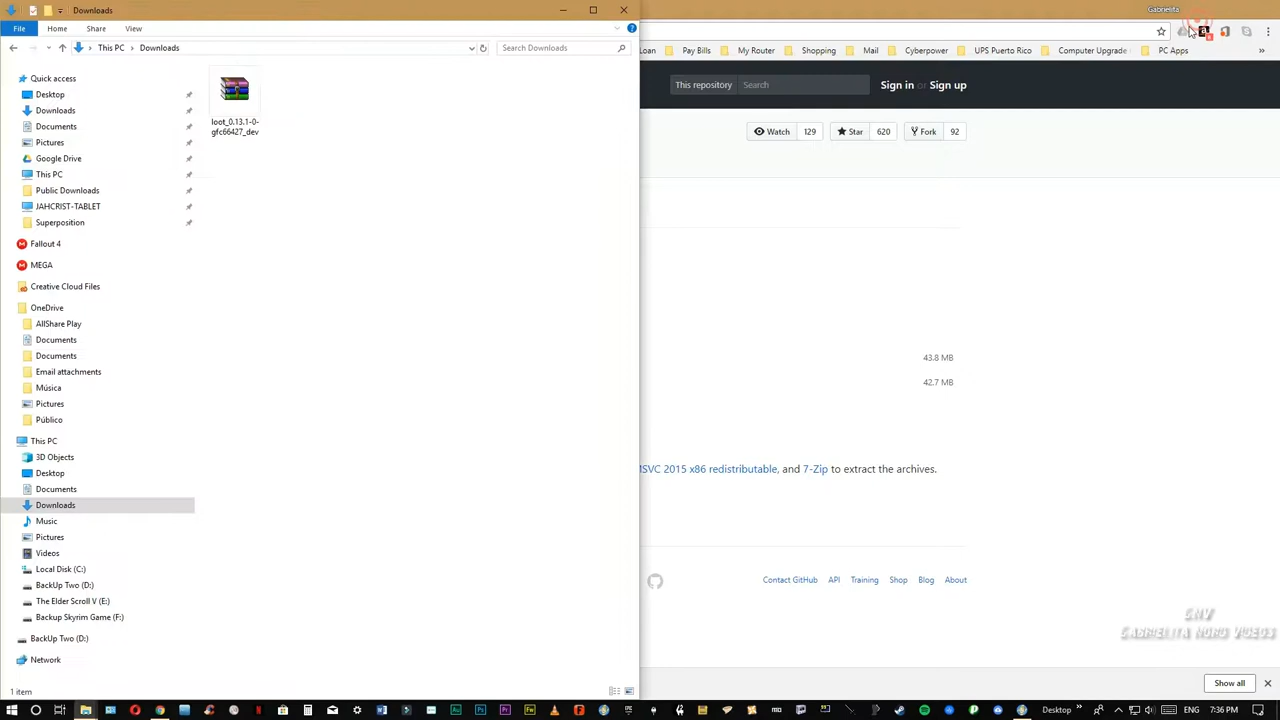 Downloads
Gabrielita
File Home Share View
This PC > Downloads
Search Downloads
Quick access
Desktop
Downloads
Documents
Pictures
Google Drive
This PC
Public Downloads
JAHCRIST-TABLET
Superposition
Fallout 4
MEGA
Creative Cloud Files
OneDrive
AllShare Play
Documents
Documents
Email attachments
Música
Pictures
Público
This PC
3D Objects
Desktop
Documents
Downloads
Music
Pictures
Videos
Local Disk (C:)
BackUp Two (D:)
The Elder Scroll V (E:)
Backup Skyrim Game (F:)
BackUp Two (D:)
Network
1 item
loot_0.13.1-0-
gfc66427_dev
Loan Pay Bills My Router Shopping Mail Cyberpower UPS Puerto Rico Computer Upgrade PC Apps »
This repository Search Sign in or Sign up
Watch 129 Star 620 Fork 92
43.8 MB
42.7 MB
MSVC 2015 x86 redistributable, and 7-Zip to extract the archives.
Contact GitHub API Training Shop Blog About
GNV
GABRIELITA NORD VIDEOS
Show all
Desktop » 7:36 PM